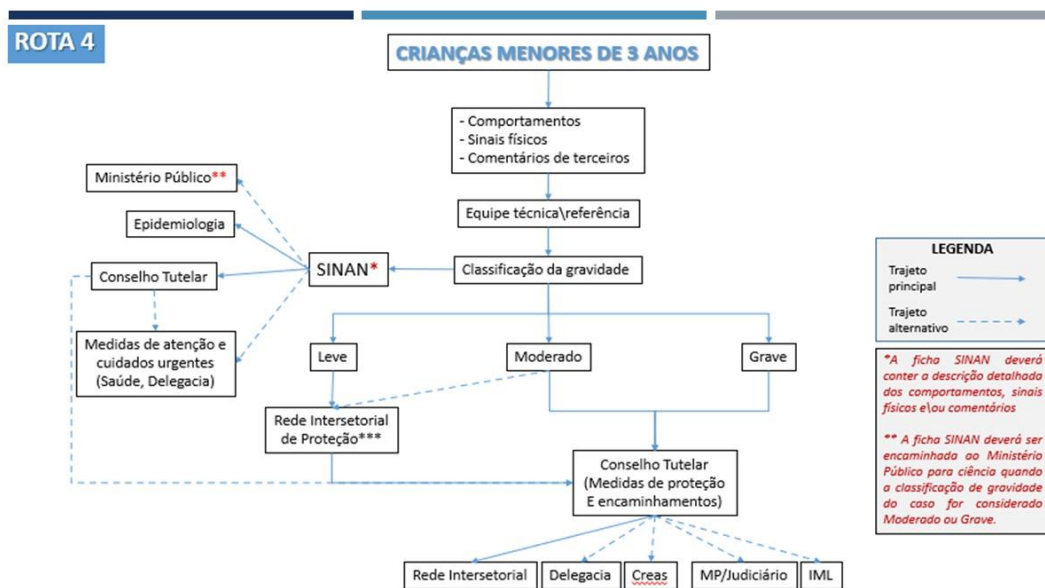 ROTA 4
CRIANÇAS MENORES DE 3 ANOS
- Comportamentos
- Sinais físicos
- Comentários de terceiros
Ministério Público**
Equipe técnica\referência
Epidemiologia
SINAN*
Classificação da gravidade
Conselho Tutelar
Medidas de atenção e
cuidados urgentes
(Saúde, Delegacia)
Leve
Moderado
Grave
Rede Intersetorial
de Proteção***
Conselho Tutelar
(Medidas de proteção
E encaminhamentos)
Rede Intersetorial
Delegacia
Creas
MP/Judiciário
IML
LEGENDA
Trajeto
principal
Trajeto
alternativo
*A ficha SINAN deverá
conter a descrição detalhada
dos comportamentos, sinais
físicos e\ou comentários
** A ficha SINAN deverá ser
encaminhada ao Ministério
Público para ciência quando
a classificação de gravidade
do caso for considerado
Moderado ou Grave.